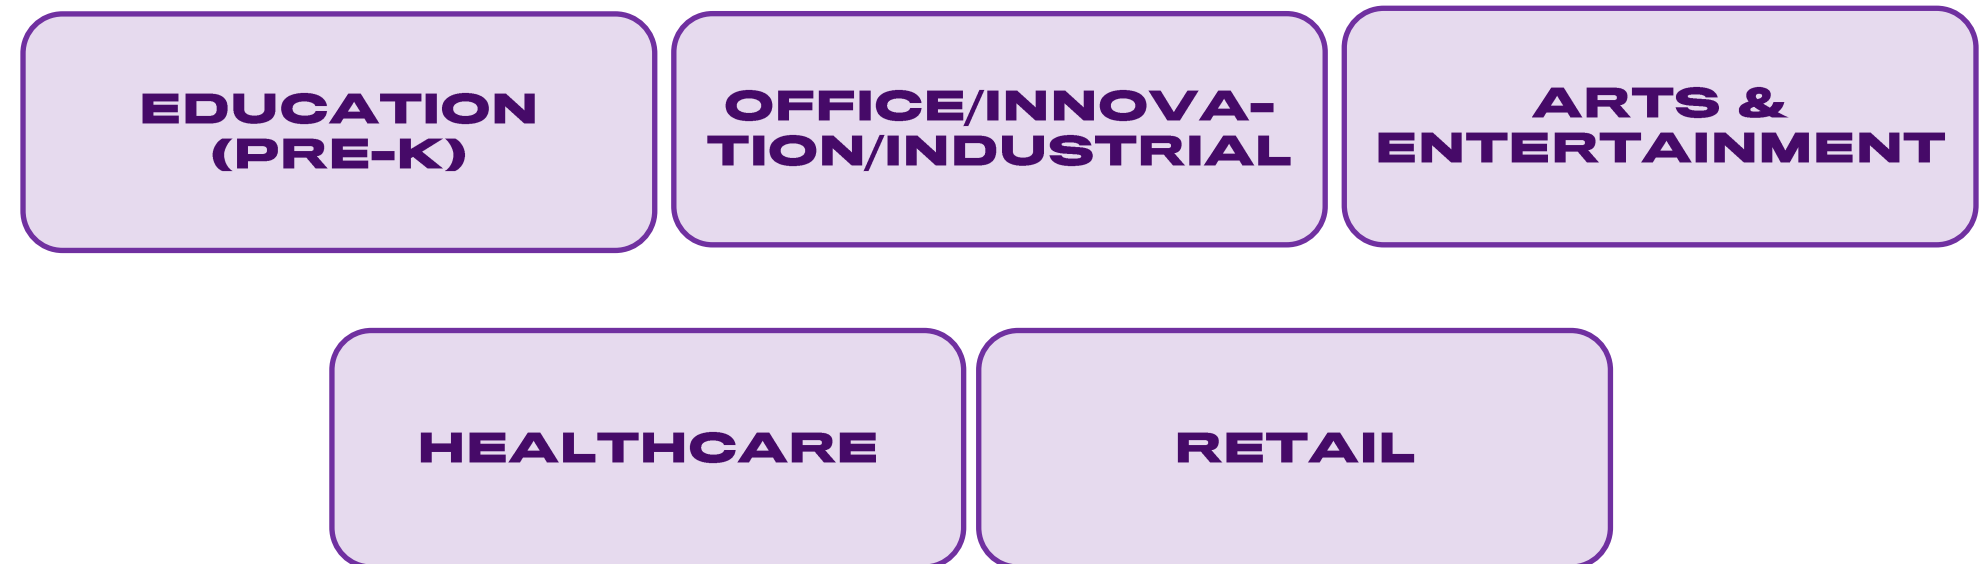 EDUCATION
(PRE-K)
OFFICE/INNOVA-
TION/INDUSTRIAL
ARTS &
ENTERTAINMENT
HEALTHCARE
RETAIL